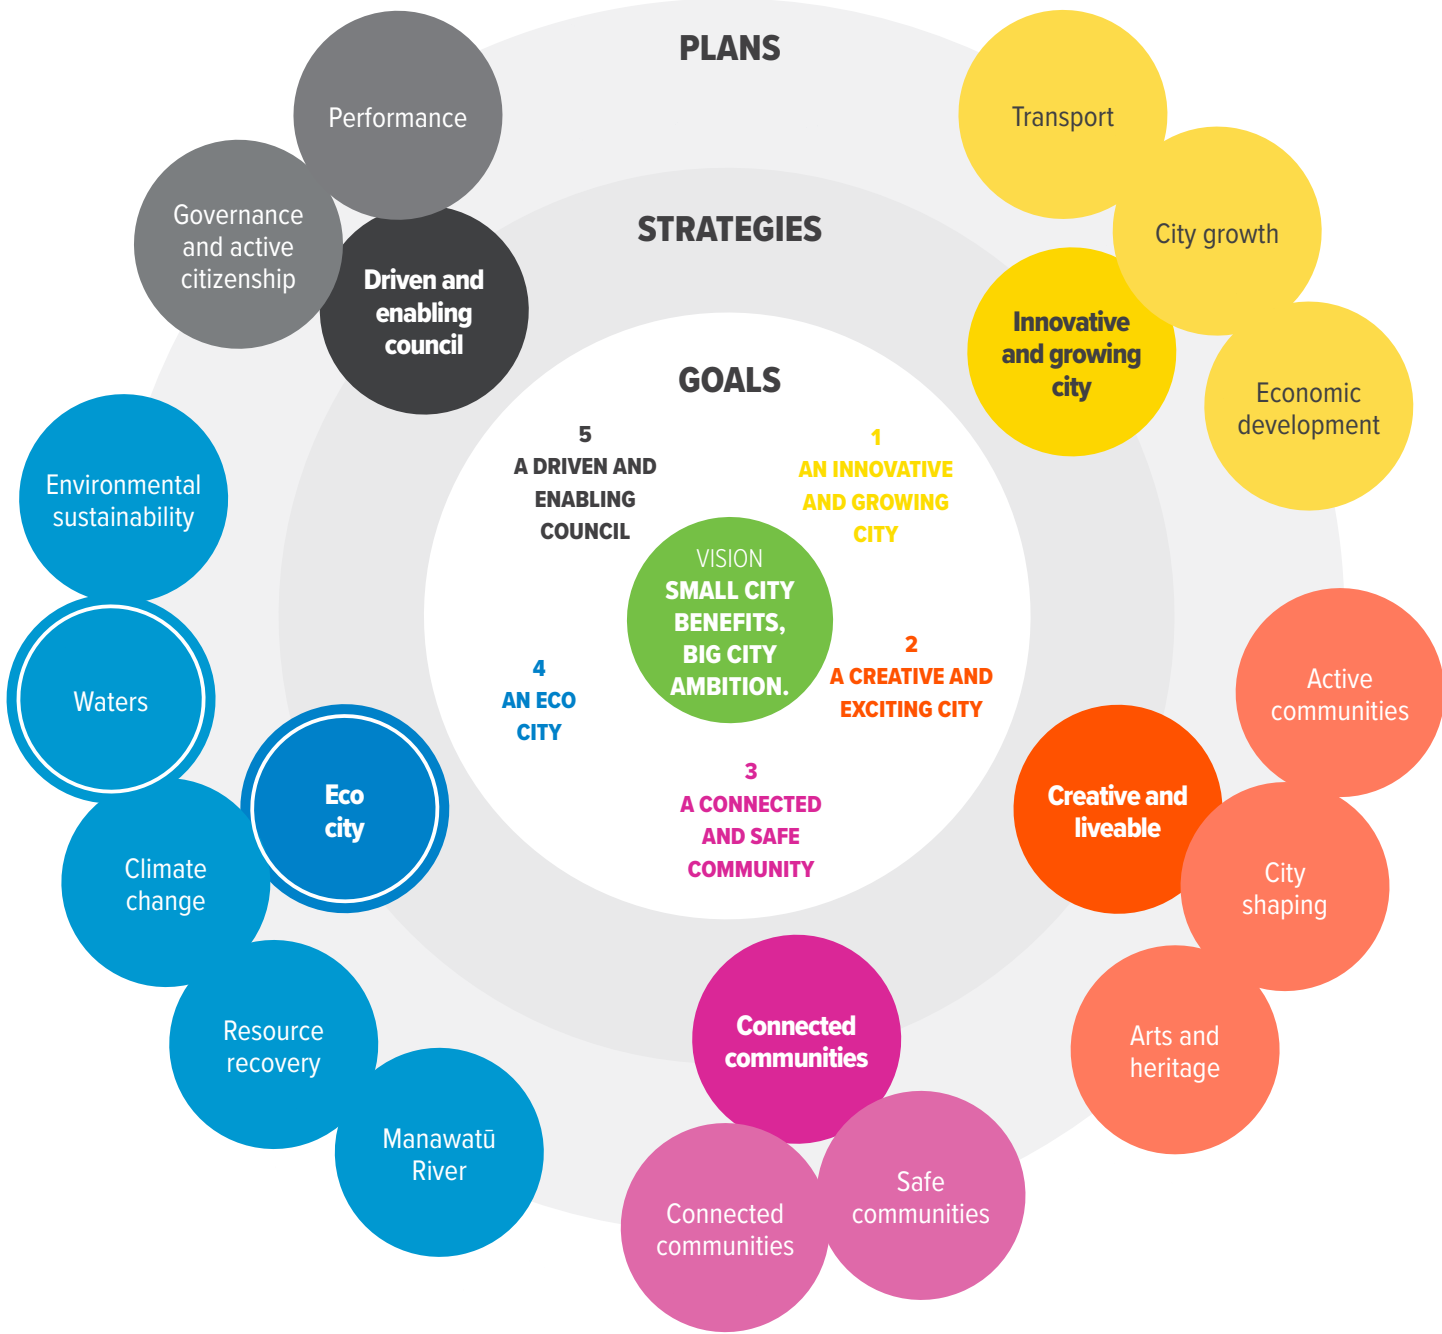 PLANS
Performance
Governance
and active
citizenship
Driven and
enabling
council
Transport
City growth
Economic
development
Innovative
and growing
city
STRATEGIES
GOALS
5
A DRIVEN AND
ENABLING
COUNCIL
1
AN INNOVATIVE
AND GROWING
CITY
VISION
SMALL CITY
BENEFITS,
BIG CITY
AMBITION.
2
A CREATIVE AND
EXCITING CITY
4
AN ECO
CITY
3
A CONNECTED
AND SAFE
COMMUNITY
Environmental
sustainability
Waters
Eco
city
Climate
change
Resource
recovery
Manawatū
River
Active
communities
Creative and
liveable
City
shaping
Arts and
heritage
Connected
communities
Safe
communities
Connected
communities